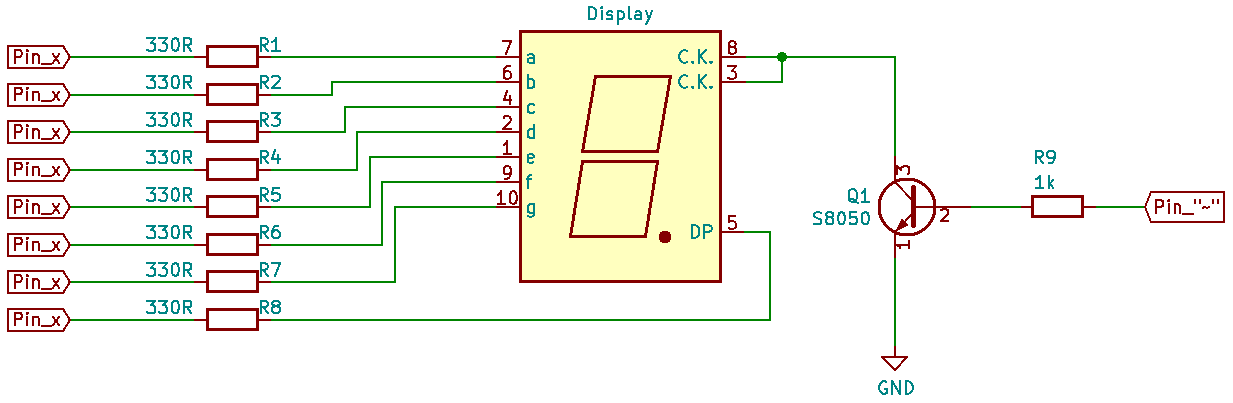 Display
Pin_x 330R R1 7 a C.K. 8
Pin_x 330R R2 6 b C.K. 3
Pin_x 330R R3 4 c
Pin_x 330R R4 2 d
Pin_x 330R R5 1 e
Pin_x 330R R6 9 f
Pin_x 330R R7 10 g
Pin_x 330R R8
DP 5
3
Q1
S8050
2
1
R9
1k
Pin_"~"
GND